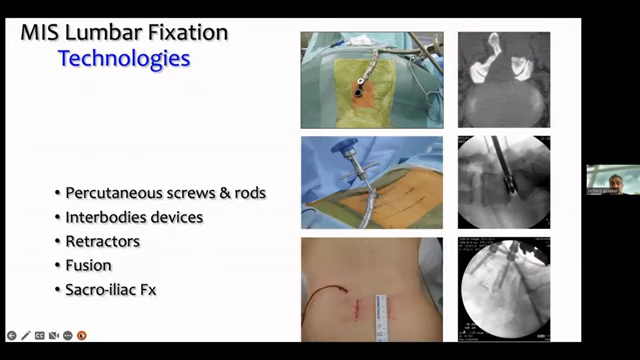 MIS Lumbar Fixation
Technologies
• Percutaneous screws & rods
• Interbodies devices
• Retractors
• Fusion
• Sacro-iliac Fx